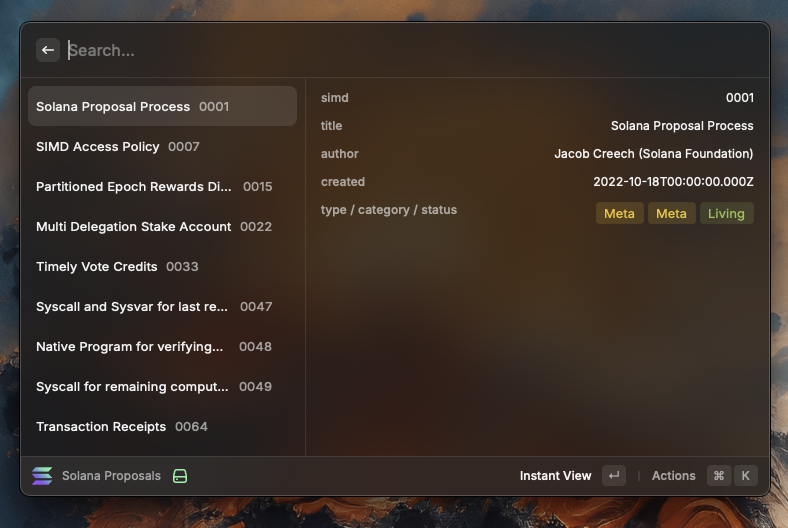 Search...
Solana Proposal Process 0001
SIMD Access Policy 0007
Partitioned Epoch Rewards Di... 0015
Multi Delegation Stake Account 0022
Timely Vote Credits 0033
Syscall and Sysvar for last re... 0047
Native Program for verifying... 0048
Syscall for remaining comput... 0049
Transaction Receipts 0064
simd 0001
title Solana Proposal Process
author Jacob Creech (Solana Foundation)
created 2022-10-18T00:00:00.000Z
type / category / status Meta Meta Living
Solana Proposals
Instant View ↵ | Actions ⌘ K